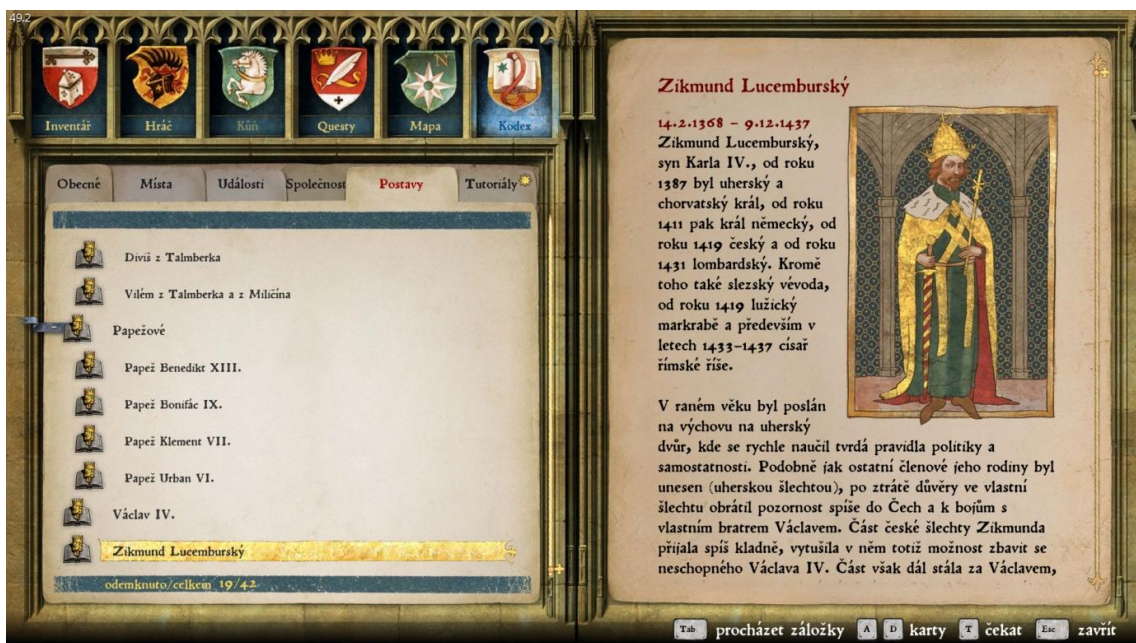 49.2
Inventář
Hráč
Kůň
Questy
Mapa
Kodex
Obecné
Místa
Události
Společnost
Postavy
Tutoriály
Diviš z Talmberka
Vilém z Talmberka a z Miličína
Papežové
Papež Benedikt XIII.
Papež Bonifác IX.
Papež Klement VII.
Papež Urban VI.
Václav IV.
Zikmund Lucemburský
odemknuto/celkem 19/42
Zikmund Lucemburský
14.2.1368 – 9.12.1437
Zikmund Lucemburský,
syn Karla IV., od roku
1387 byl uherský a
chorvatský král, od roku
1411 pak král německý, od
roku 1419 český a od roku
1431 lombardský. Kromě
toho také slezský vévoda,
od roku 1419 lužický
markrabě a především v
letech 1433–1437 císař
římské říše.
V raném věku byl poslán
na výchovu na uherský
dvůr, kde se rychle naučil tvrdá pravidla politiky a
samostatnosti. Podobně jak ostatní členové jeho rodiny byl
unesen (uherskou šlechtou), po ztrátě důvěry ve vlastní
šlechtu obrátil pozornost spíše do Čech a k bojům s
vlastním bratrem Václavem. Část české šlechty Zikmunda
přijala spíš kladně, vytušila v něm totiž možnost zbavit se
neschopného Václava IV. Část však dál stála za Václavem,
Tab procházet záložky A D karty T čekat Esc zavřít